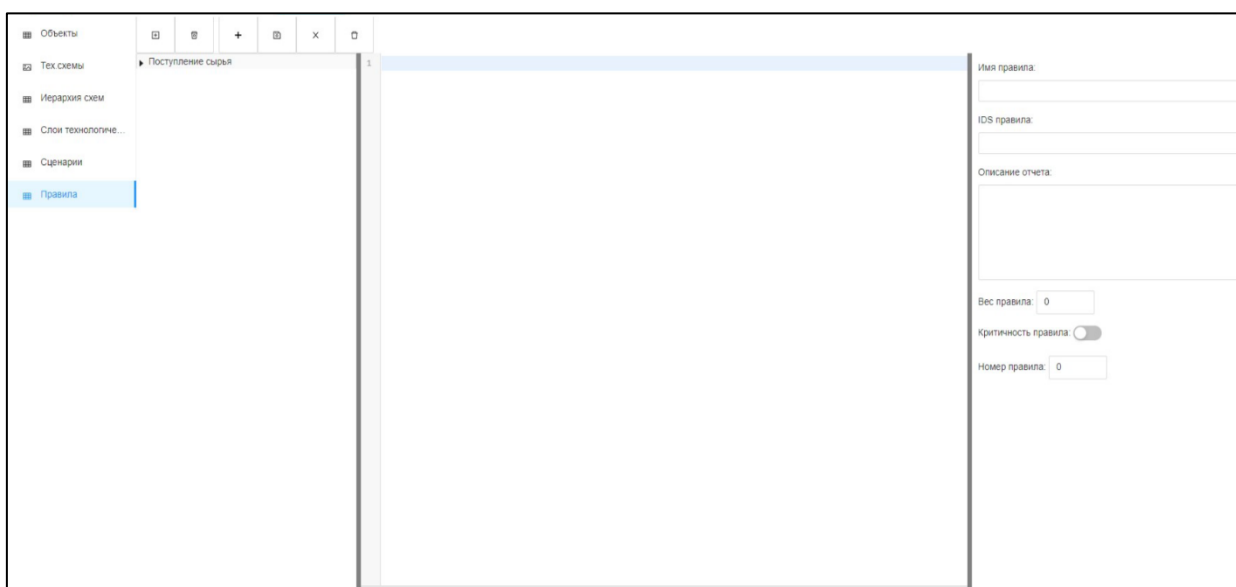 Объекты
Тех.схемы
Иерархия схем
Слои технологиче...
Сценарии
Правила
Поступление сырья
1
Имя правила:
IDS правила:
Описание отчета:
Вес правила: 0
Критичность правила:
Номер правила: 0